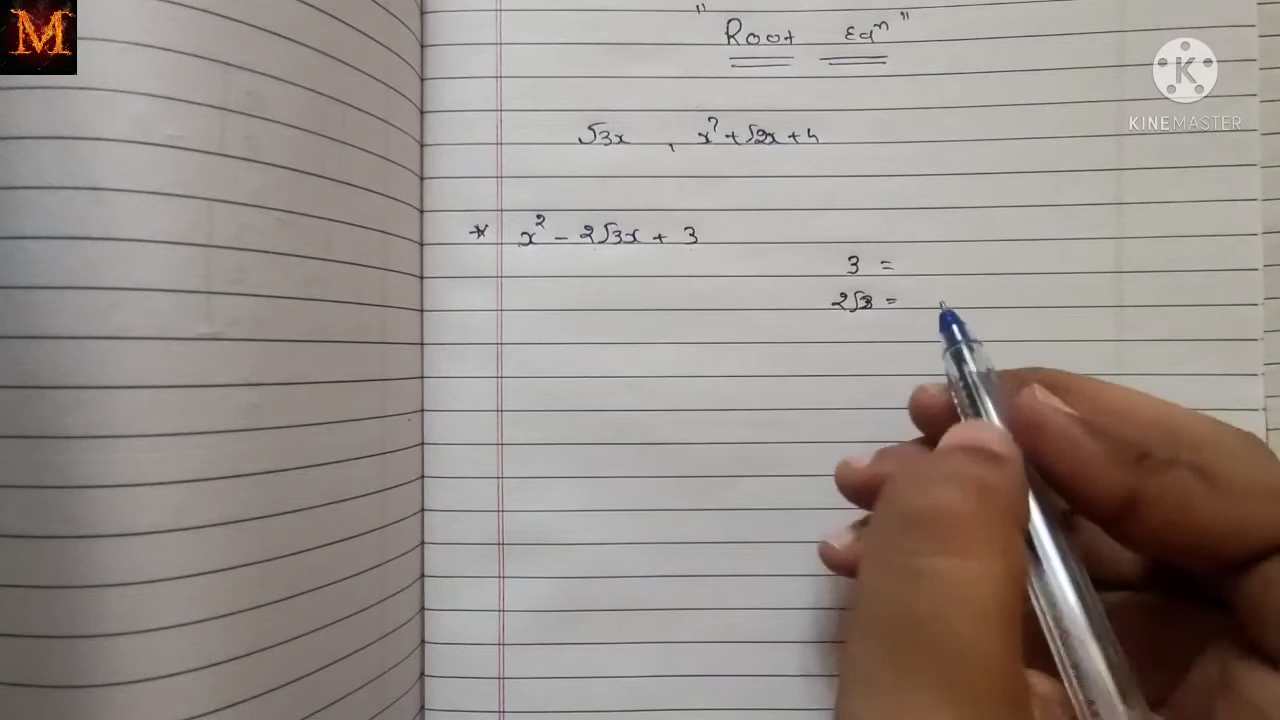 M
" Root Eqⁿ "
KINEMASTER
√3x , x² + √2x + 4
* x² - 2√3x + 3
3 =
2√3 =